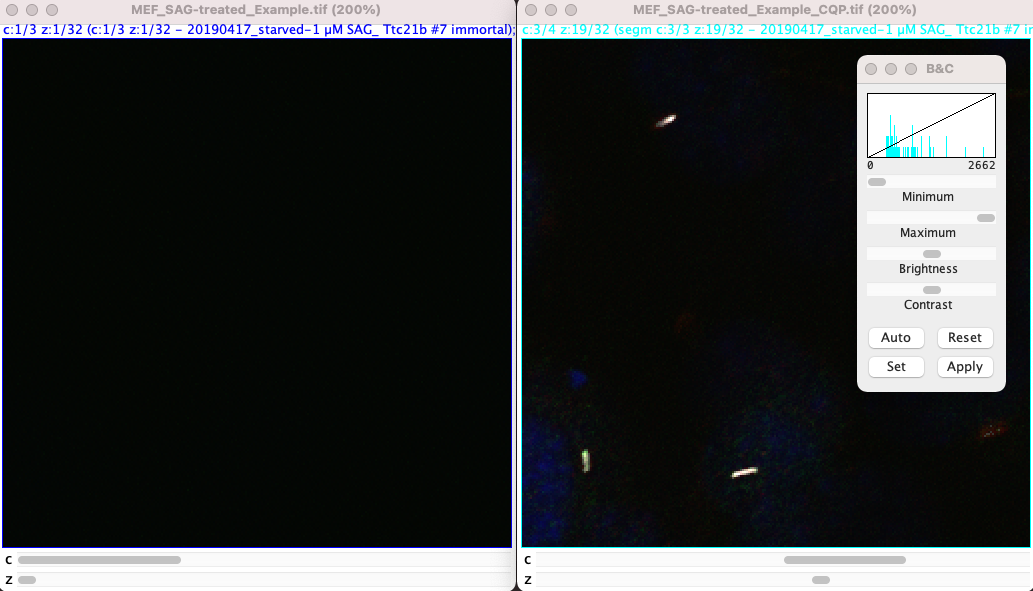 MEF_SAG-treated_Example.tif (200%)
c:1/3 z:1/32 (c:1/3 z:1/32 - 20190417_starved-1 µM SAG_ Ttc21b #7 immortal);
C
Z
MEF_SAG-treated_Example_CQP.tif (200%)
c:3/4 z:19/32 (segm c:3/3 z:19/32 - 20190417_starved-1 µM SAG_ Ttc21b #7 ir
B&C
0 2662
Minimum
Maximum
Brightness
Contrast
Auto Reset
Set Apply
C
Z